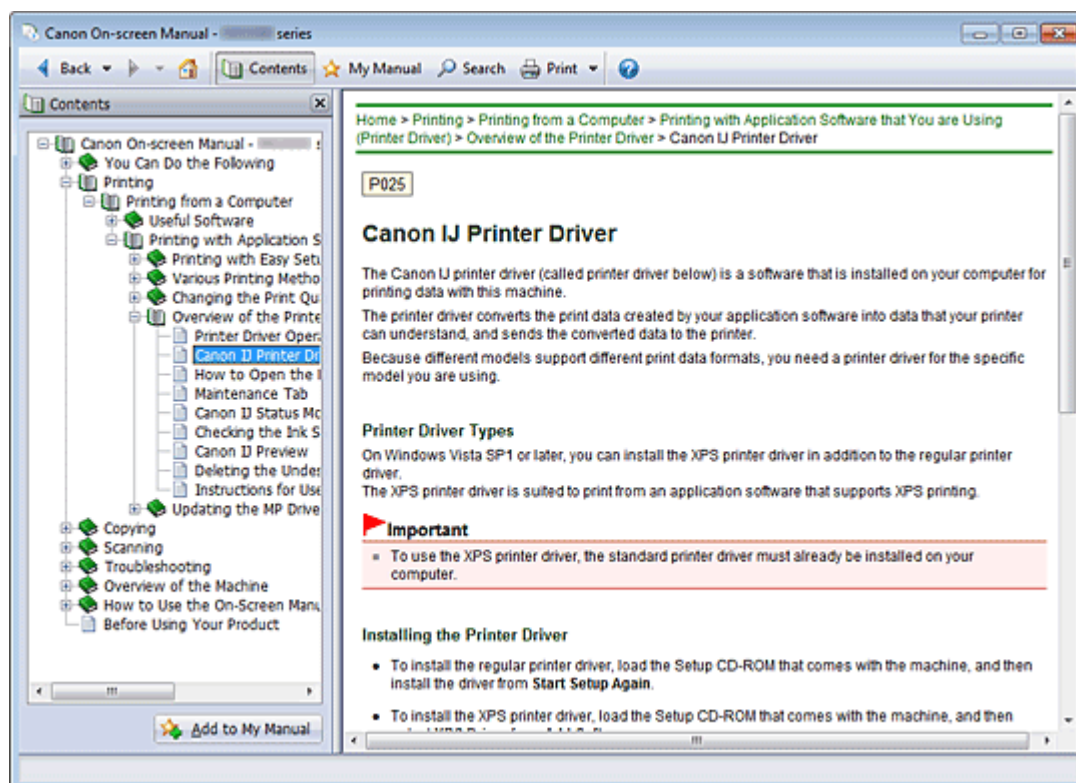 Canon On-screen Manual - series
Back Contents My Manual Search Print
Contents
Canon On-screen Manual -
You Can Do the Following
Printing
Printing from a Computer
Useful Software
Printing with Application S
Printing with Easy Setu
Various Printing Metho
Changing the Print Qu
Overview of the Printe
Printer Driver Opera
Canon IJ Printer Dr
How to Open the
Maintenance Tab
Canon IJ Status Mo
Checking the Ink S
Canon IJ Preview
Deleting the Undes
Instructions for Use
Updating the MP Drive
Copying
Scanning
Troubleshooting
Overview of the Machine
How to Use the On-Screen Manu
Before Using Your Product
Add to My Manual
Home > Printing > Printing from a Computer > Printing with Application Software that You are Using
(Printer Driver) > Overview of the Printer Driver > Canon IJ Printer Driver
P025
Canon IJ Printer Driver
The Canon IJ printer driver (called printer driver below) is a software that is installed on your computer for
printing data with this machine.
The printer driver converts the print data created by your application software into data that your printer
can understand, and sends the converted data to the printer.
Because different models support different print data formats, you need a printer driver for the specific
model you are using.
Printer Driver Types
On Windows Vista SP1 or later, you can install the XPS printer driver in addition to the regular printer
driver.
The XPS printer driver is suited to print from an application software that supports XPS printing.
Important
To use the XPS printer driver, the standard printer driver must already be installed on your
computer.
Installing the Printer Driver
To install the regular printer driver, load the Setup CD-ROM that comes with the machine, and then
install the driver from Start Setup Again.
To install the XPS printer driver, load the Setup CD-ROM that comes with the machine, and then